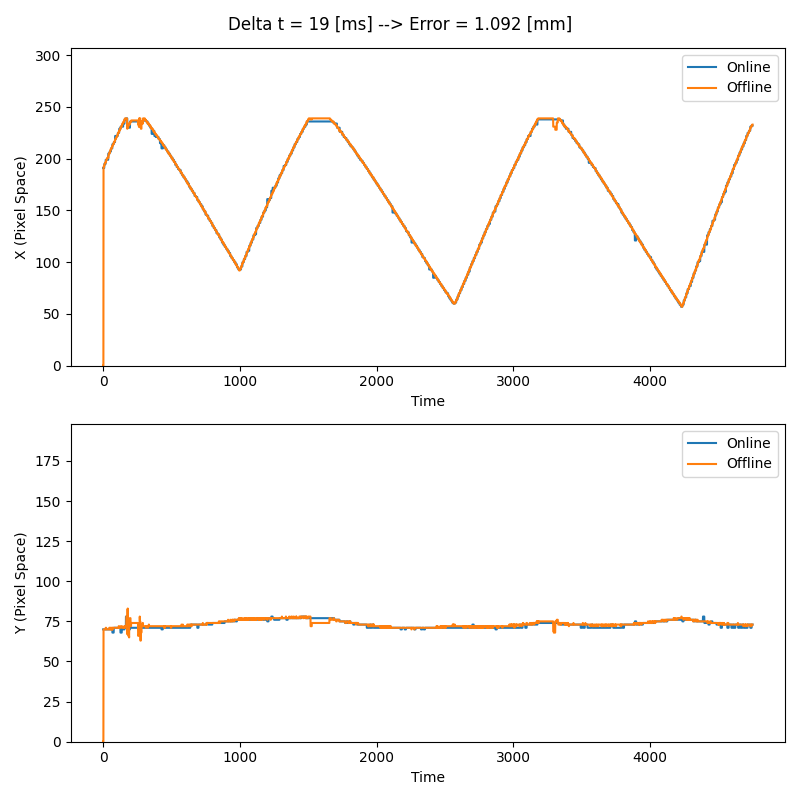 Delta t = 19 [ms] --> Error = 1.092 [mm]
300
250
200
150
100
50
0
X (Pixel Space)
Online
Offline
0 1000 2000 3000 4000
Time
175
150
125
100
75
50
25
0
Y (Pixel Space)
Online
Offline
0 1000 2000 3000 4000
Time